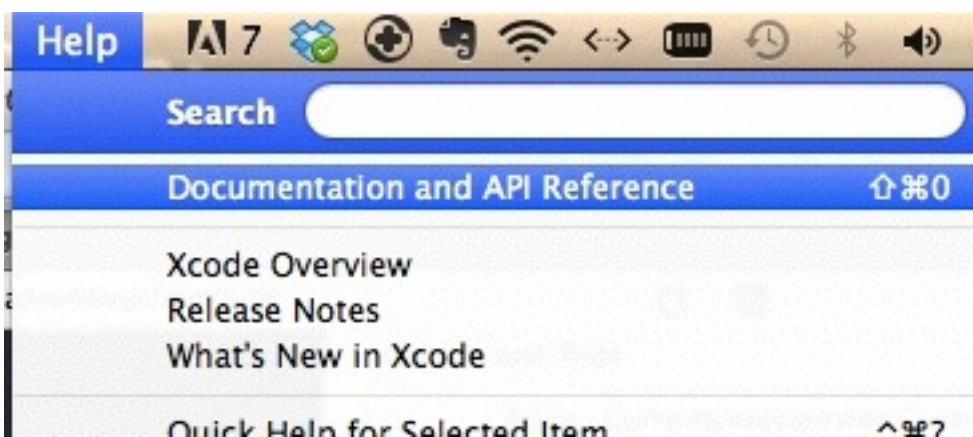 Help 7
Search
Documentation and API Reference ⇧⌘0
Xcode Overview
Release Notes
What's New in Xcode
Quick Help for Selected Item ^⌘?